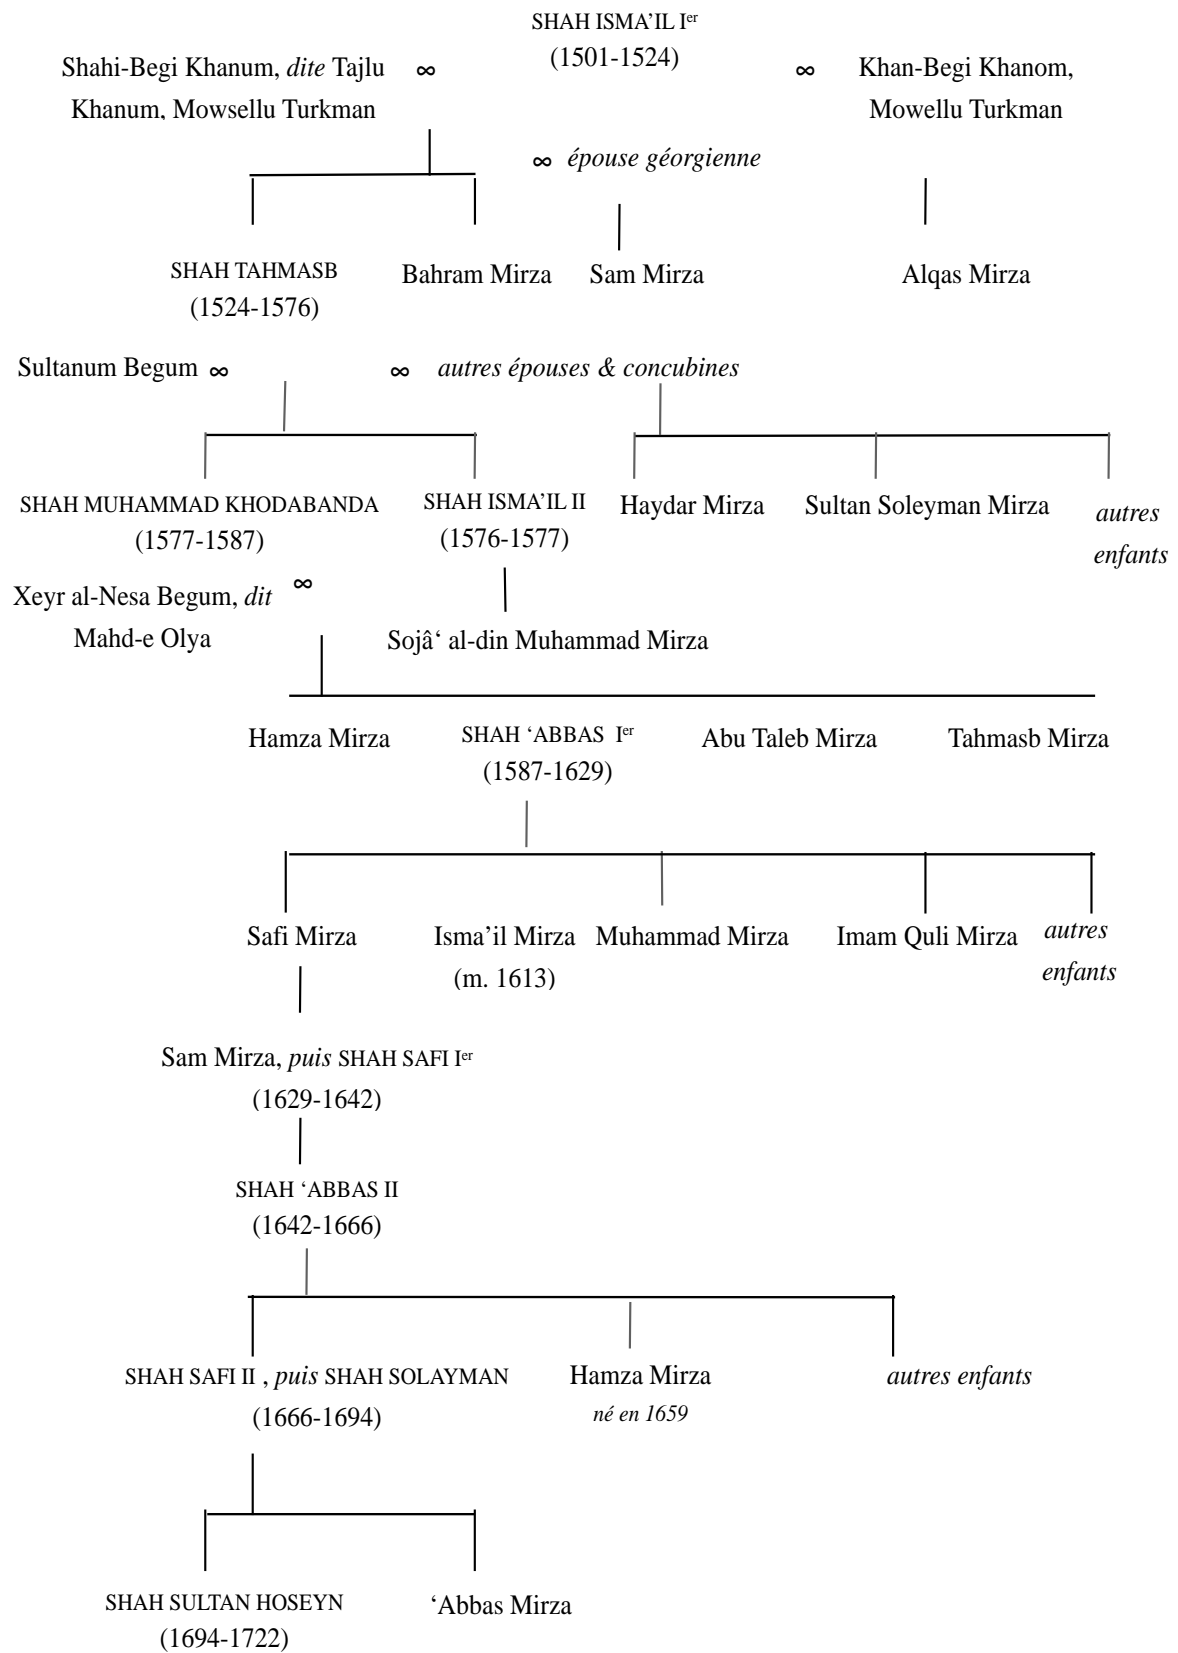 SHAH ISMA’IL Ier
(1501-1524)
Shahi-Begi Khanum, dite Tajlu ∞
Khanum, Mowsellu Turkman
∞ Khan-Begi Khanom,
Mowellu Turkman
∞ épouse géorgienne
SHAH TAHMASB
(1524-1576)
Bahram Mirza
Sam Mirza
Alqas Mirza
Sultanum Begum ∞
∞ autres épouses & concubines
SHAH MUHAMMAD KHODABANDA
(1577-1587)
SHAH ISMA’IL II
(1576-1577)
Haydar Mirza
Sultan Soleyman Mirza
autres
enfants
Xeyr al-Nesa Begum, dit ∞
Mahd-e Olya
Sojâ‘ al-din Muhammad Mirza
Hamza Mirza
SHAH ‘ABBAS Ier
(1587-1629)
Abu Taleb Mirza
Tahmasb Mirza
Safi Mirza
Isma’il Mirza
(m. 1613)
Muhammad Mirza
Imam Quli Mirza
autres
enfants
Sam Mirza, puis SHAH SAFI Ier
(1629-1642)
SHAH ‘ABBAS II
(1642-1666)
SHAH SAFI II , puis SHAH SOLAYMAN
(1666-1694)
Hamza Mirza
né en 1659
autres enfants
SHAH SULTAN HOSEYN
(1694-1722)
‘Abbas Mirza